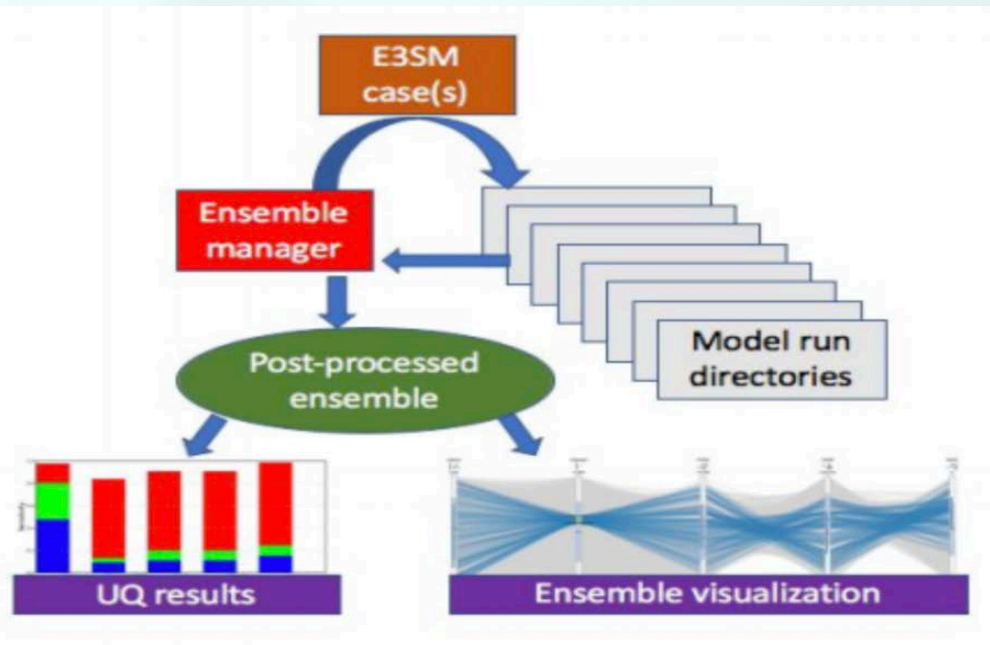 E3SM
case(s)
Ensemble
manager
Model run
directories
Post-processed
ensemble
UQ results
Ensemble visualization